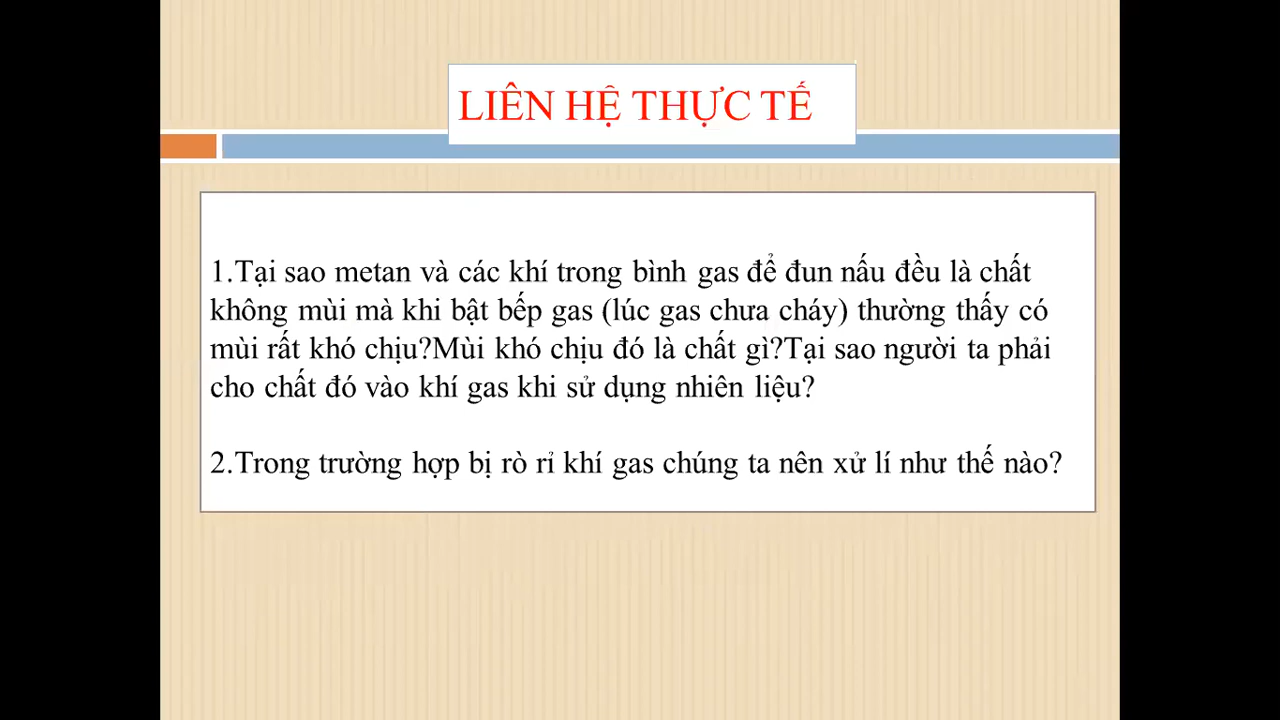 LIÊN HỆ THỰC TẾ
1.Tại sao metan và các khí trong bình gas để đun nấu đều là chất
không mùi mà khi bật bếp gas (lúc gas chưa cháy) thường thấy có
mùi rất khó chịu?Mùi khó chịu đó là chất gì?Tại sao người ta phải
cho chất đó vào khí gas khi sử dụng nhiên liệu?
2.Trong trường hợp bị rò rỉ khí gas chúng ta nên xử lí như thế nào?